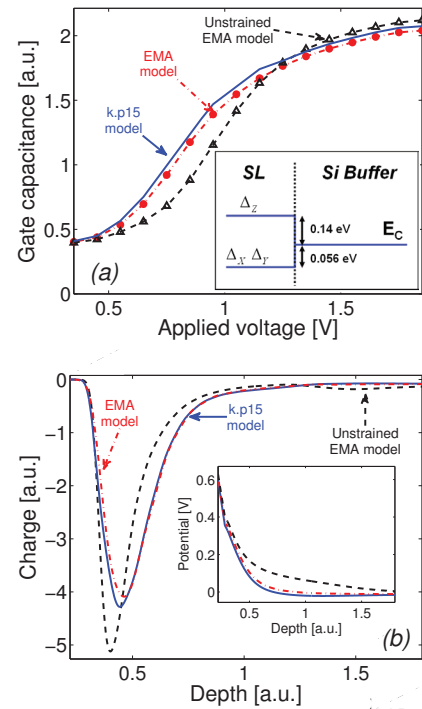 Unstrained
EMA model
EMA
model
k.p15
model
Gate capacitance [a.u.]
2
1.5
1
0.5
0
SL Si Buffer
Δ_Z
0.14 eV
E_C
Δ_X Δ_Y
0.056 eV
(a)
0.5 1 1.5
Applied voltage [V]
0
−1
−2
−3
−4
−5
EMA
model
k.p15
model
Unstrained
EMA model
Charge [a.u.]
Potential [V]
0.6
0.4
0.2
0
0.5 1 1.5
Depth [a.u.]
(b)
0.5 1 1.5
Depth [a.u.]